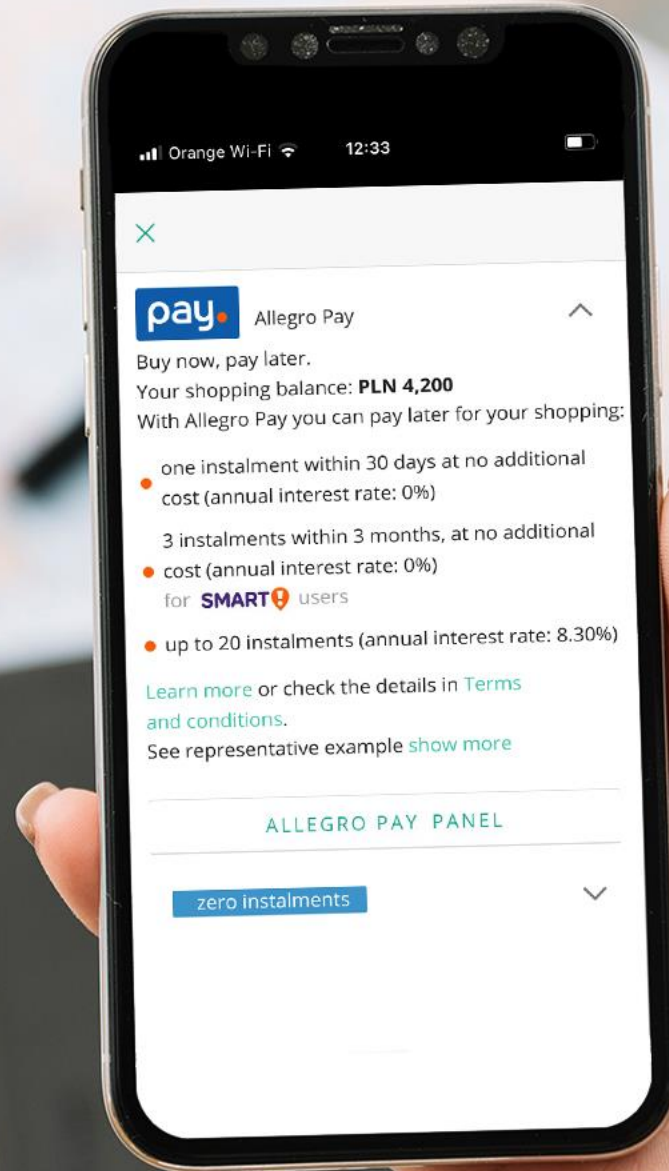 Orange Wi-Fi 12:33
pay.
Allegro Pay
Buy now, pay later.
Your shopping balance: PLN 4,200
With Allegro Pay you can pay later for your shopping:
one instalment within 30 days at no additional
cost (annual interest rate: 0%)
3 instalments within 3 months, at no additional
cost (annual interest rate: 0%)
for SMART! users
up to 20 instalments (annual interest rate: 8.30%)
Learn more or check the details in Terms
and conditions.
See representative example show more
ALLEGRO PAY PANEL
zero instalments